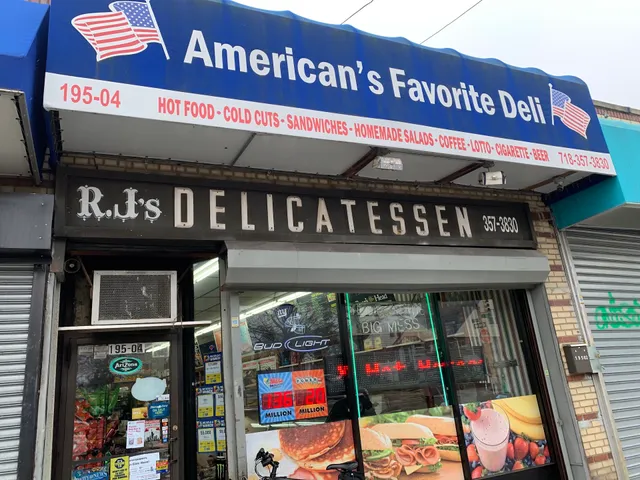 American's Favorite Deli
195-04 HOT FOOD - COLD CUTS - SANDWICHES - HOMEMADE SALADS - COFFEE - LOTTO - CIGARETTE - BEER 718-357-3830
R.J's DELICATESSEN 357-3830
195-04
AriZona
BUD LIGHT
BIG MESS
MILLION
MILLION